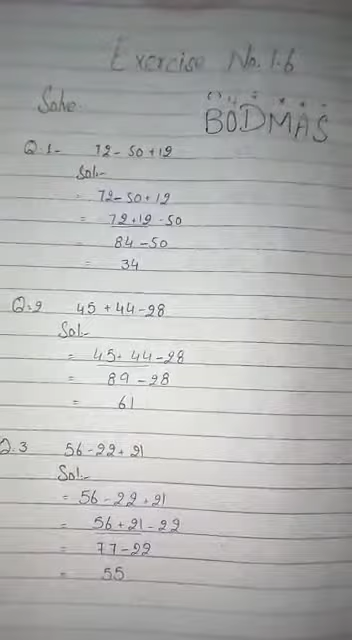 Exercise No. 1.6
Solve.
BODMAS
Q.1- 72-50+12
Sol:-
= 72-50+12
= 72+12-50
= 84-50
= 34
Q.2 45+44-28
Sol:-
= 45+44-28
= 89-28
= 61
Q.3 56-22+21
Sol:-
= 56-22+21
= 56+21-22
= 77-22
= 55